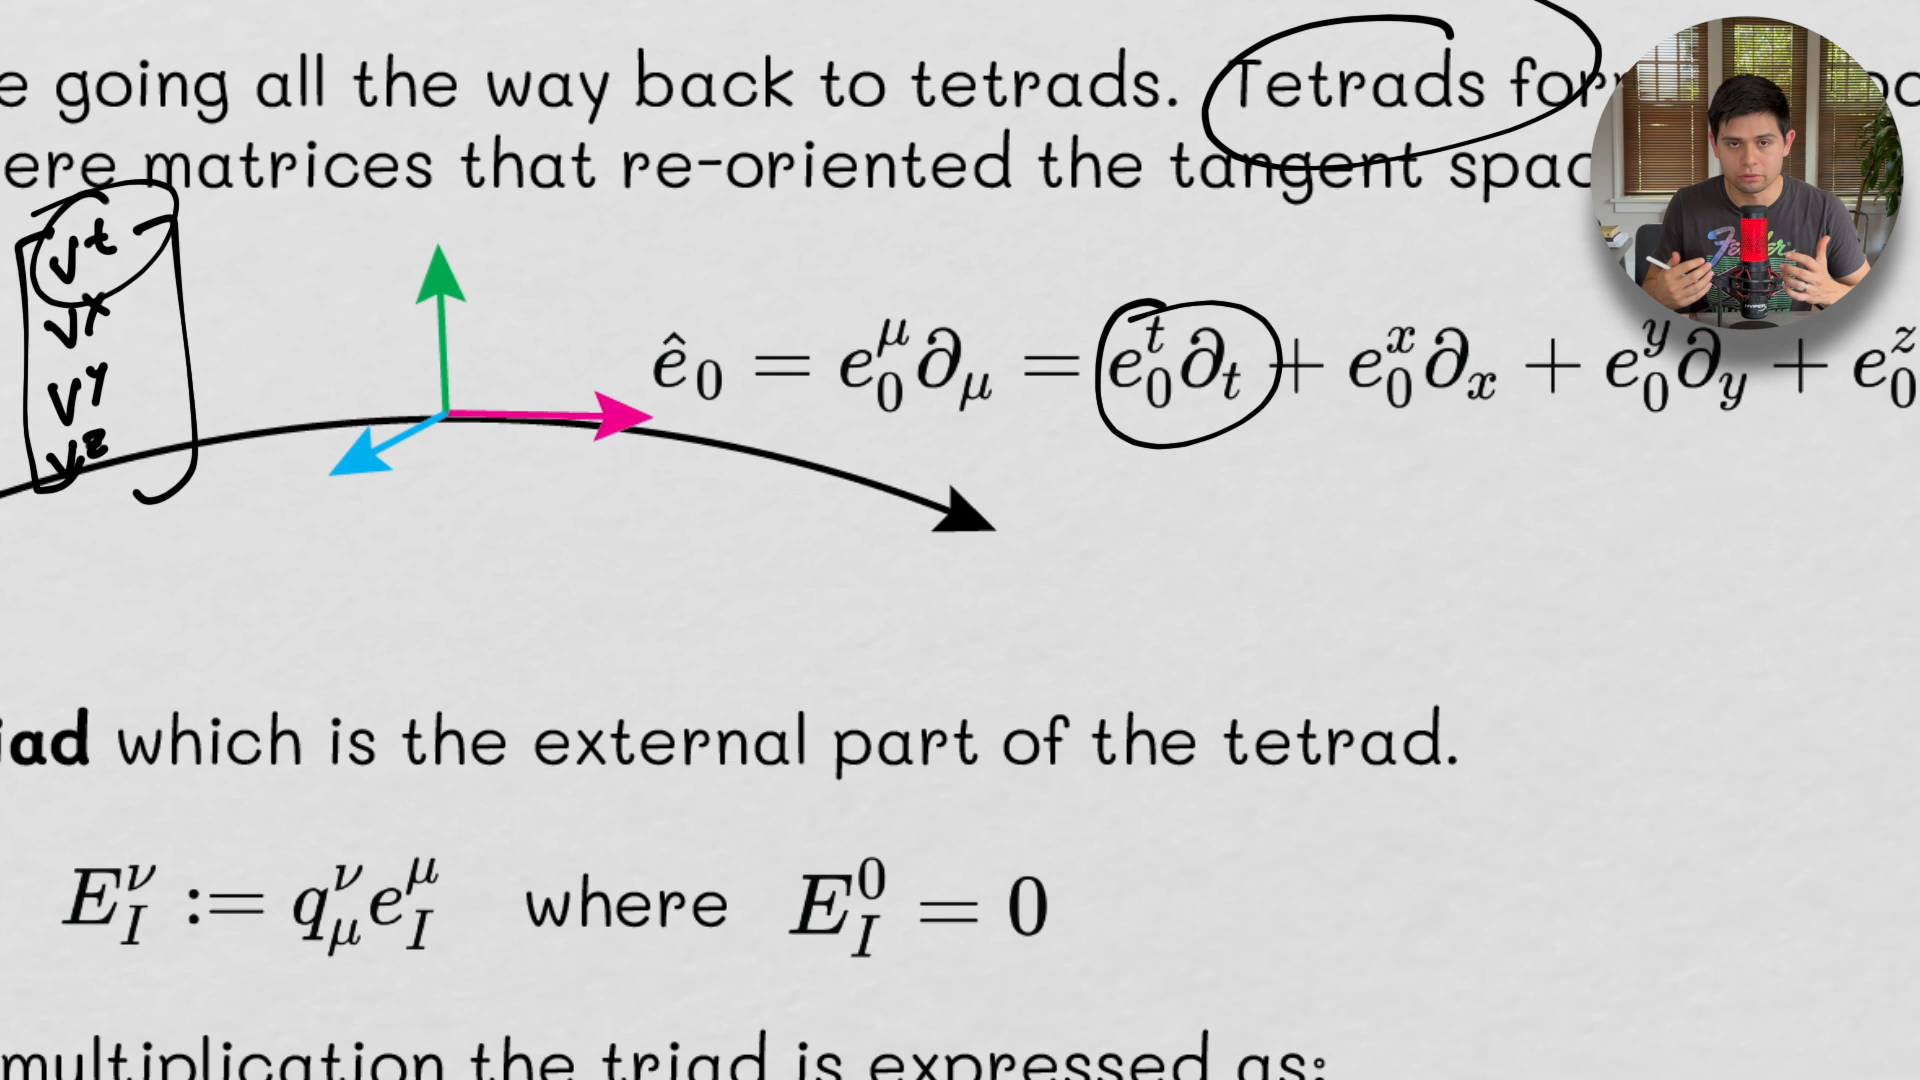 e going all the way back to tetrads. Tetrads for
ere matrices that re-oriented the tangent spac
v^t
v^x
v^y
v^z
ê_0 = e_0^μ ∂_μ = e_0^t ∂_t + e_0^x ∂_x + e_0^y ∂_y + e_0^z
iad which is the external part of the tetrad.
E_I^ν := q_μ^ν e_I^μ where E_I^0 = 0
multiplication the triad is expressed as: